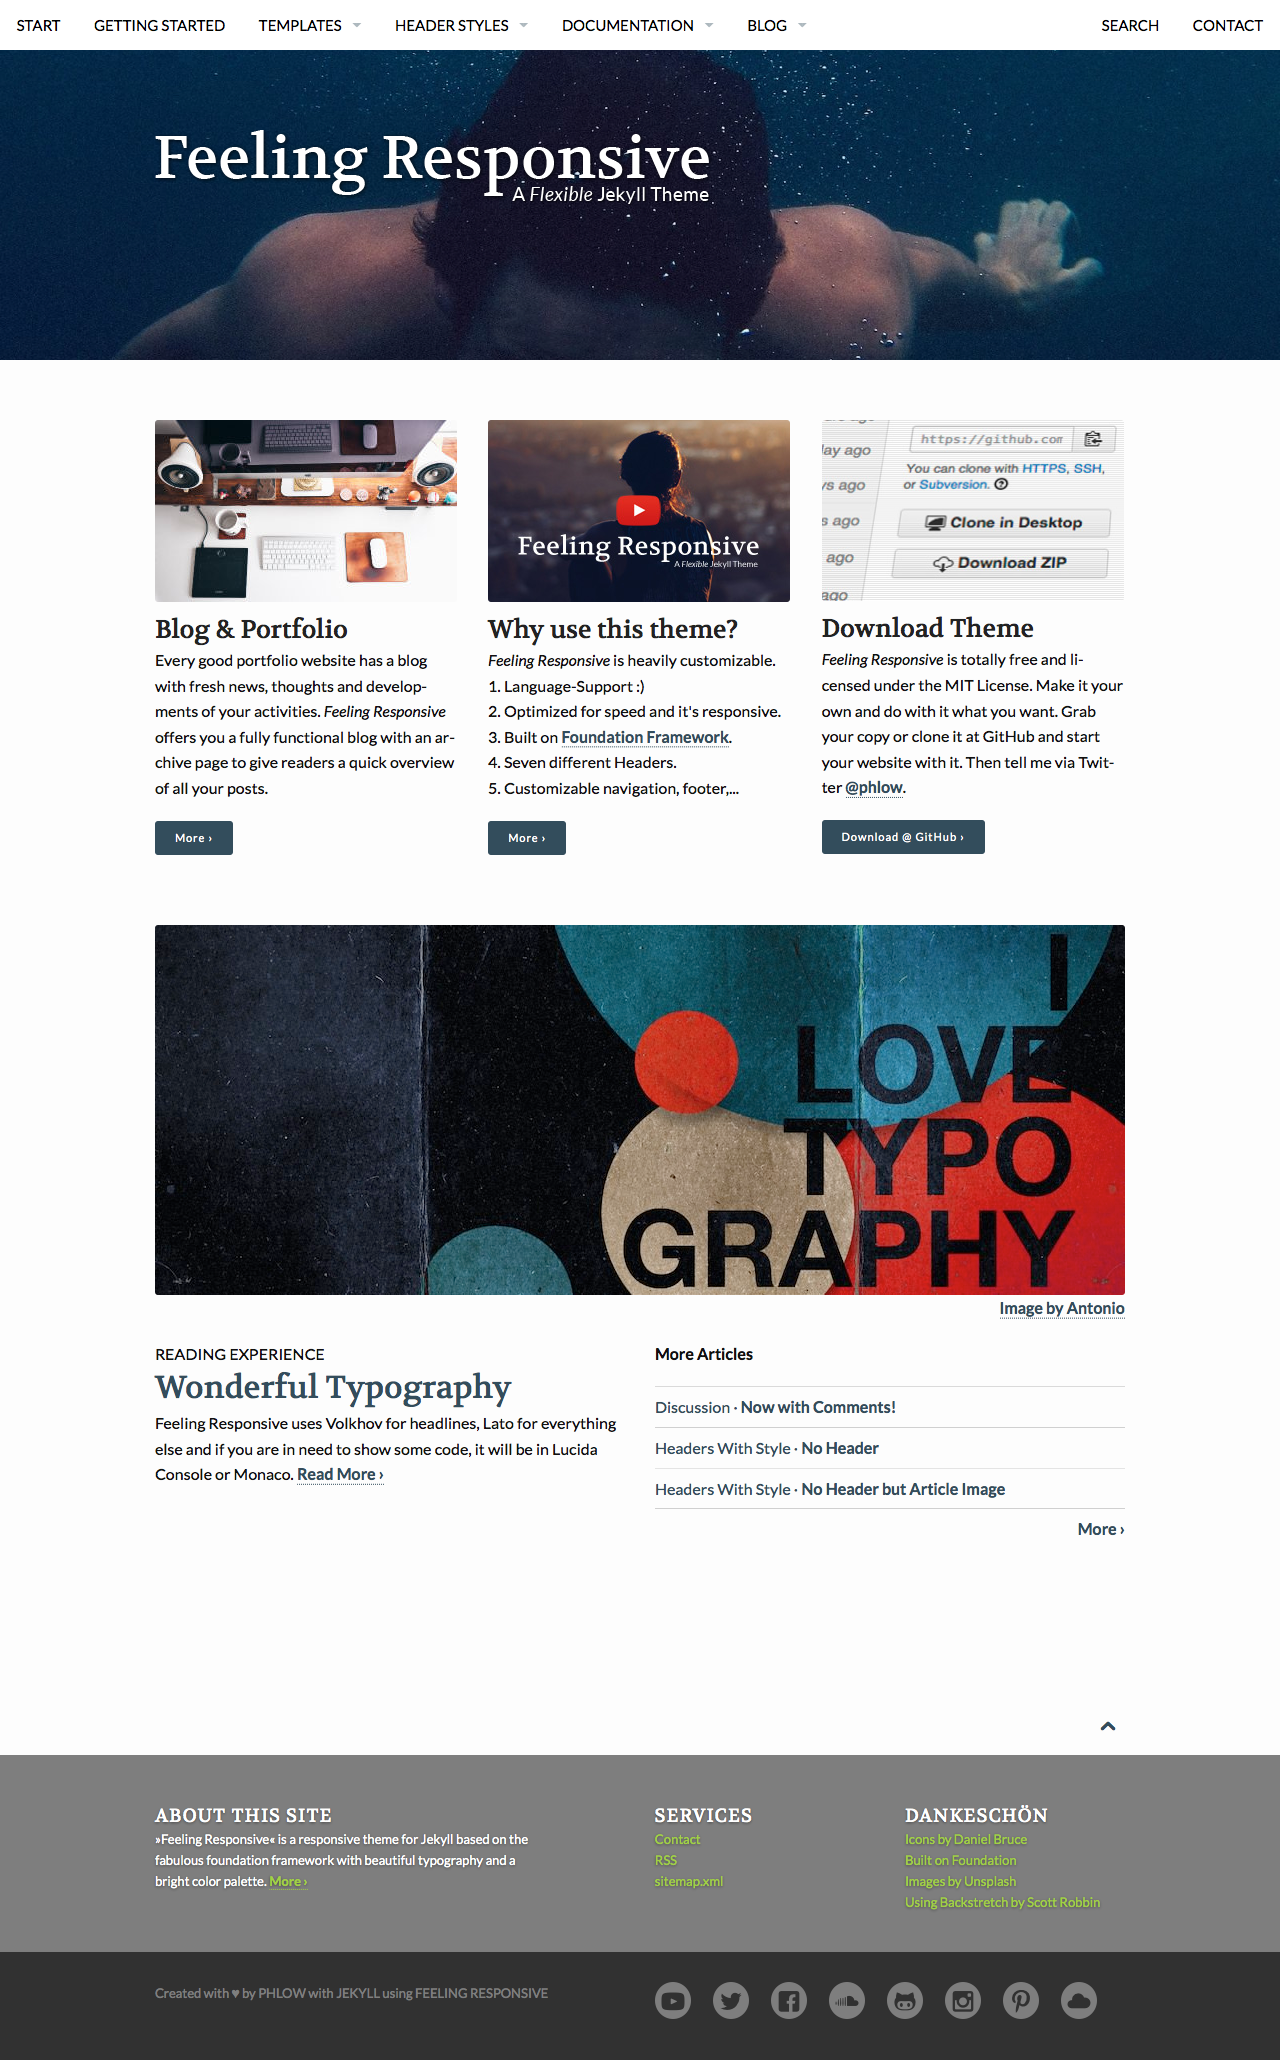 START GETTING STARTED TEMPLATES HEADER STYLES DOCUMENTATION BLOG SEARCH CONTACT
Feeling Responsive
A Flexible Jekyll Theme
Feeling Responsive
A Flexible Jekyll Theme
day ago
ago
ago
ago
ago
https://github.com
You can clone with HTTPS, SSH,
or Subversion.
Clone in Desktop
Download ZIP
Blog & Portfolio
Every good portfolio website has a blog
with fresh news, thoughts and develop-
ments of your activities. Feeling Responsive
offers you a fully functional blog with an ar-
chive page to give readers a quick overview
of all your posts.
More ›
Why use this theme?
Feeling Responsive is heavily customizable.
1. Language-Support :)
2. Optimized for speed and it's responsive.
3. Built on Foundation Framework.
4. Seven different Headers.
5. Customizable navigation, footer,...
More ›
Download Theme
Feeling Responsive is totally free and li-
censed under the MIT License. Make it your
own and do with it what you want. Grab
your copy or clone it at GitHub and start
your website with it. Then tell me via Twit-
ter @phlow.
Download @ GitHub ›
I
LOVE
TYPO
GRAPHY
Image by Antonio
READING EXPERIENCE
Wonderful Typography
Feeling Responsive uses Volkhov for headlines, Lato for everything
else and if you are in need to show some code, it will be in Lucida
Console or Monaco. Read More ›
More Articles
Discussion · Now with Comments!
Headers With Style · No Header
Headers With Style · No Header but Article Image
More ›
ABOUT THIS SITE
»Feeling Responsive« is a responsive theme for Jekyll based on the
fabulous foundation framework with beautiful typography and a
bright color palette. More ›
SERVICES
Contact
RSS
sitemap.xml
DANKESCHÖN
Icons by Daniel Bruce
Built on Foundation
Images by Unsplash
Using Backstretch by Scott Robbin
Created with ♥ by PHLOW with JEKYLL using FEELING RESPONSIVE